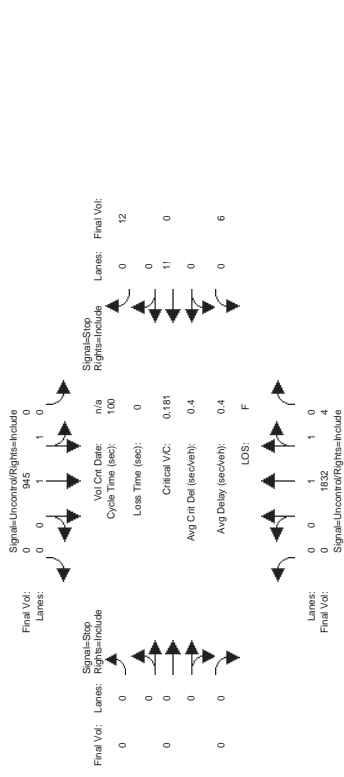 Signal=Uncontrol/Rights=Include
Final Vol: 0 945 0
Lanes: 0 0 1 1 0
Signal=Stop Signal=Stop
Final Vol: Lanes: Rights=Include Vol Cnt Date: n/a Rights=Include Lanes: Final Vol:
0 0 Cycle Time (sec): 100 0 12
0 Loss Time (sec): 0 0
0 0 Critical V/C: 0.181 1! 0
0 Avg Crit Del (sec/veh): 0.4 0
0 0 Avg Delay (sec/veh): 0.4 0 6
LOS: F
Lanes: 0 0 1 1 0
Final Vol: 0 1832 4
Signal=Uncontrol/Rights=Include